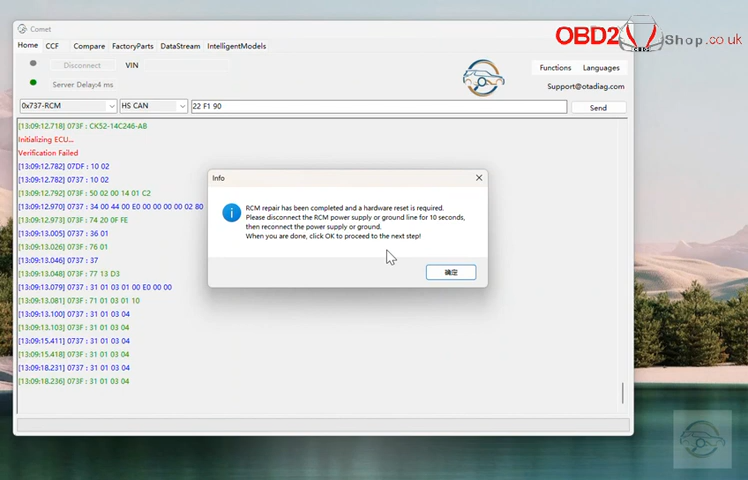 OBD2
Shop.co.uk
Comet
Home CCF Compare FactoryParts DataStream IntelligentModels
Disconnect VIN
Server Delay:4 ms
Functions Languages
Support@otadiag.com
0x737-RCM HS CAN 22 F1 90 Send
[13:09:12.718] 073F : CK52-14C246-AB
Initializing ECU...
Verification Failed
[13:09:12.782] 07DF : 10 02
[13:09:12.782] 0737 : 10 02
[13:09:12.792] 073F : 50 02 00 14 01 C2
[13:09:12.970] 0737 : 34 00 44 00 E0 00 00 00 00 02 80
[13:09:12.973] 073F : 74 20 0F FE
[13:09:13.005] 0737 : 36 01
[13:09:13.026] 073F : 76 01
[13:09:13.046] 0737 : 37
[13:09:13.048] 073F : 77 13 D3
[13:09:13.079] 0737 : 31 01 03 01 00 E0 00 00
[13:09:13.081] 073F : 71 01 03 01 10
[13:09:13.100] 0737 : 31 01 03 04
[13:09:13.103] 073F : 31 01 03 04
[13:09:15.411] 0737 : 31 01 03 04
[13:09:15.418] 073F : 31 01 03 04
[13:09:18.231] 0737 : 31 01 03 04
[13:09:18.236] 073F : 31 01 03 04
Info
RCM repair has been completed and a hardware reset is required.
Please disconnect the RCM power supply or ground line for 10 seconds,
then reconnect the power supply or ground.
When you are done, click OK to proceed to the next step!
确定